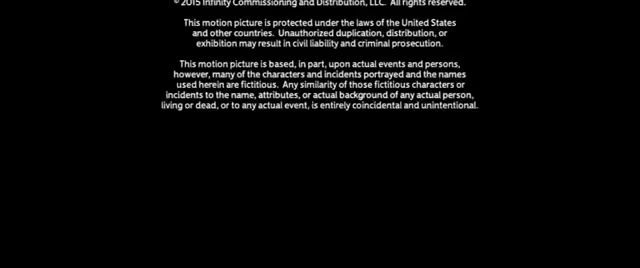 © 2015 Infinity Commissioning and Distribution, LLC. All rights reserved.
This motion picture is protected under the laws of the United States
and other countries. Unauthorized duplication, distribution, or
exhibition may result in civil liability and criminal prosecution.
This motion picture is based, in part, upon actual events and persons,
however, many of the characters and incidents portrayed and the names
used herein are fictitious. Any similarity of those fictitious characters or
incidents to the name, attributes, or actual background of any actual person,
living or dead, or to any actual event, is entirely coincidental and unintentional.